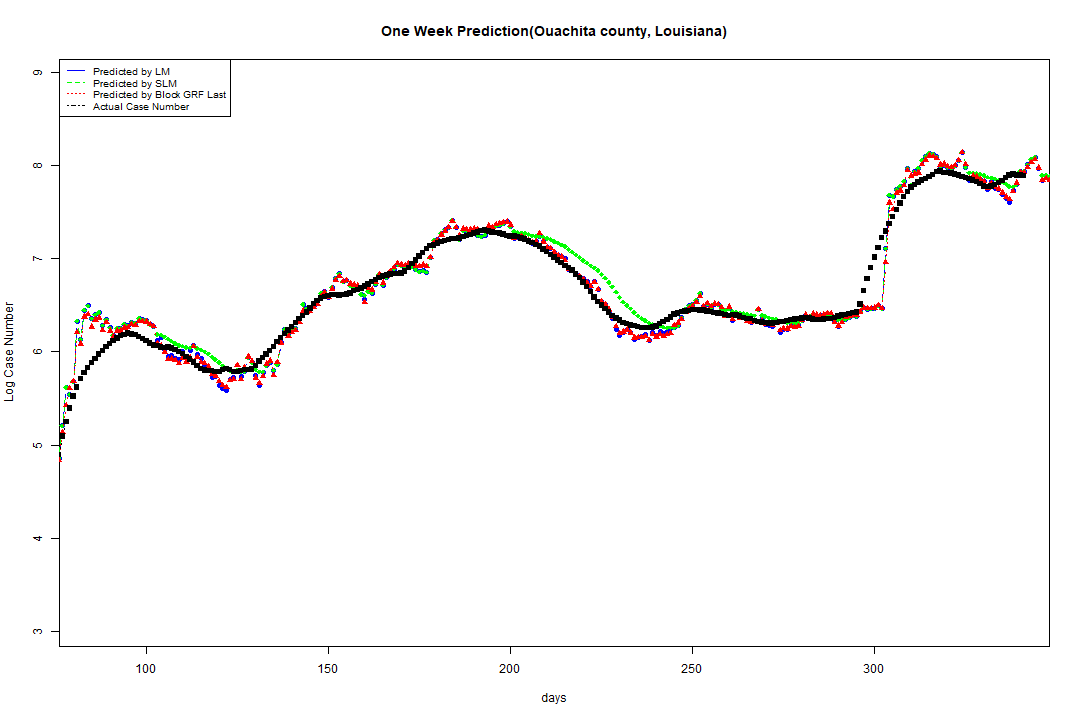 One Week Prediction(Ouachita county, Louisiana)
Predicted by LM
Predicted by SLM
Predicted by Block GRF Last
Actual Case Number
9
8
7
6
5
4
3
Log Case Number
100 150 200 250 300
days